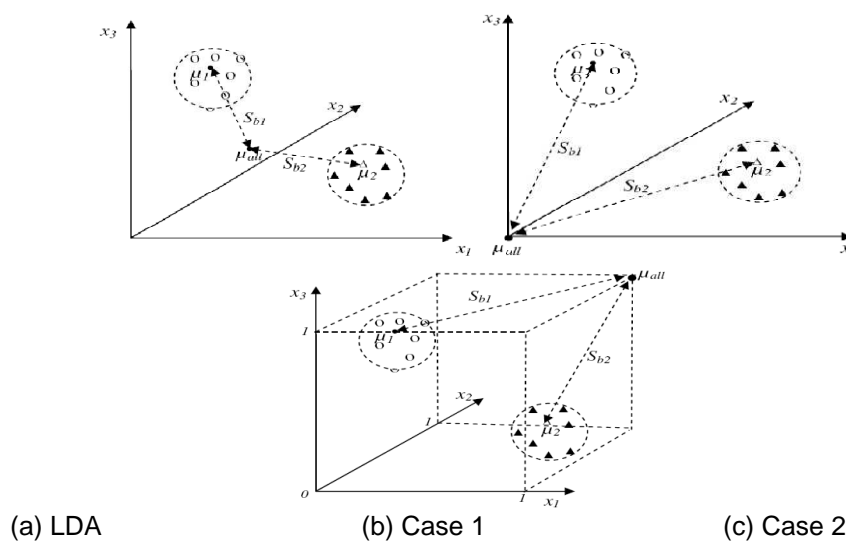 x3
μ1
x2
Sb1
μall
Sb2
μ2
x1
x3
μ
x2
Sb1
Sb2
μ2
μall
x
x3
μall
Sb1
1
μ1
x2
Sb2
1
μ2
0
1
x1
(a) LDA (b) Case 1 (c) Case 2